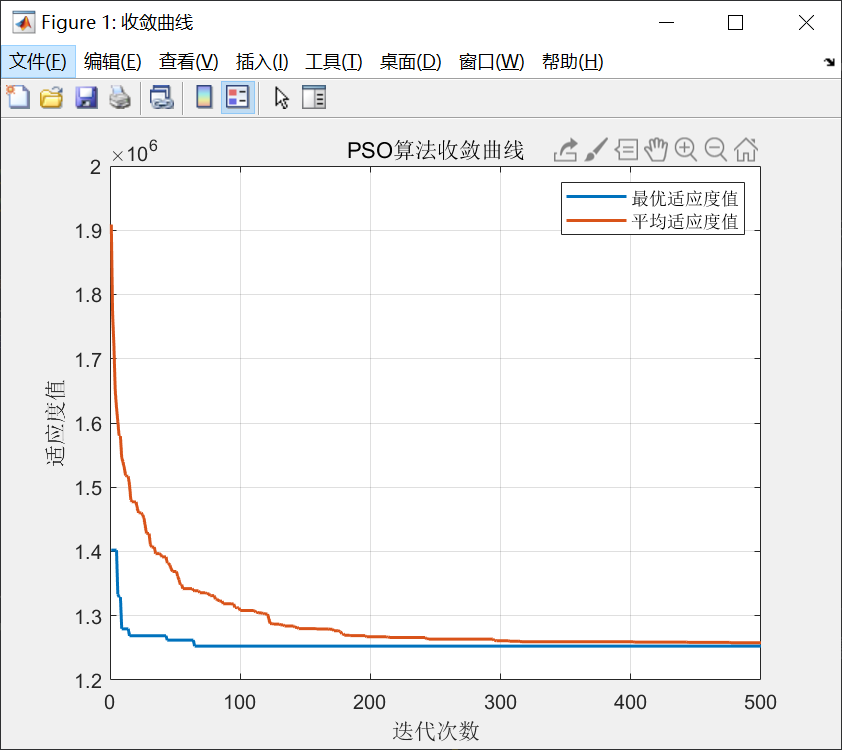 Figure 1: 收敛曲线
文件(F) 编辑(E) 查看(V) 插入(I) 工具(T) 桌面(D) 窗口(W) 帮助(H)
PSO算法收敛曲线
×10⁶
最优适应度值
平均适应度值
2
1.9
1.8
1.7
1.6
1.5
1.4
1.3
1.2
适应度值
0 100 200 300 400 500
迭代次数